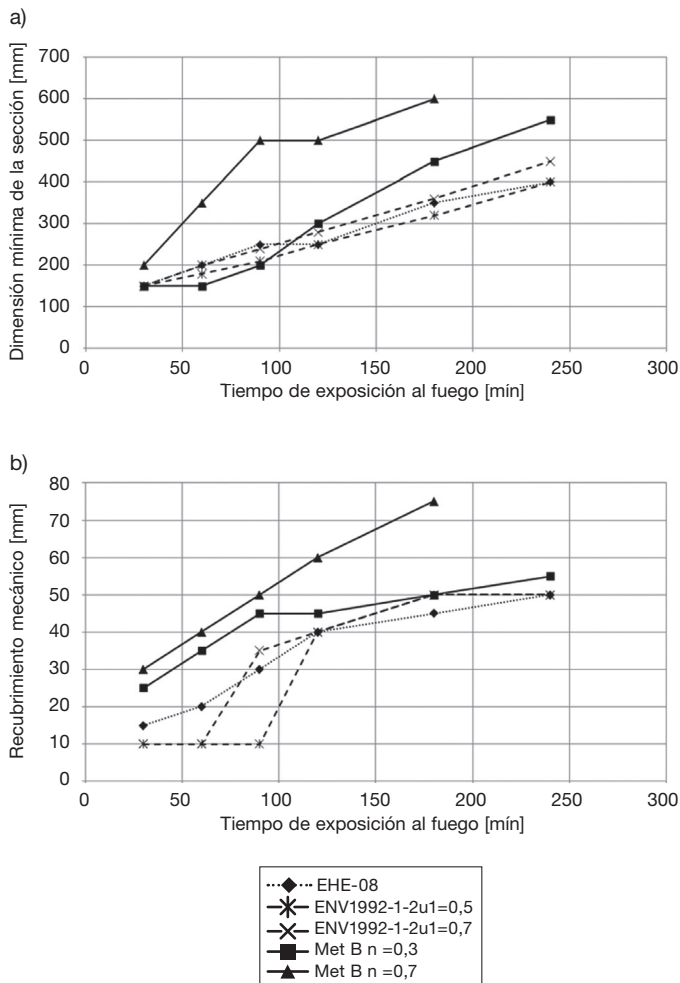 a)
Dimensión mínima de la sección [mm]
700
600
500
400
300
200
100
0
0 50 100 150 200 250 300
Tiempo de exposición al fuego [mín]
b)
Recubrimiento mecánico [mm]
80
70
60
50
40
30
20
10
0
0 50 100 150 200 250 300
Tiempo de exposición al fuego [mín]
EHE-08
ENV1992-1-2u1=0,5
ENV1992-1-2u1=0,7
Met B n =0,3
Met B n =0,7